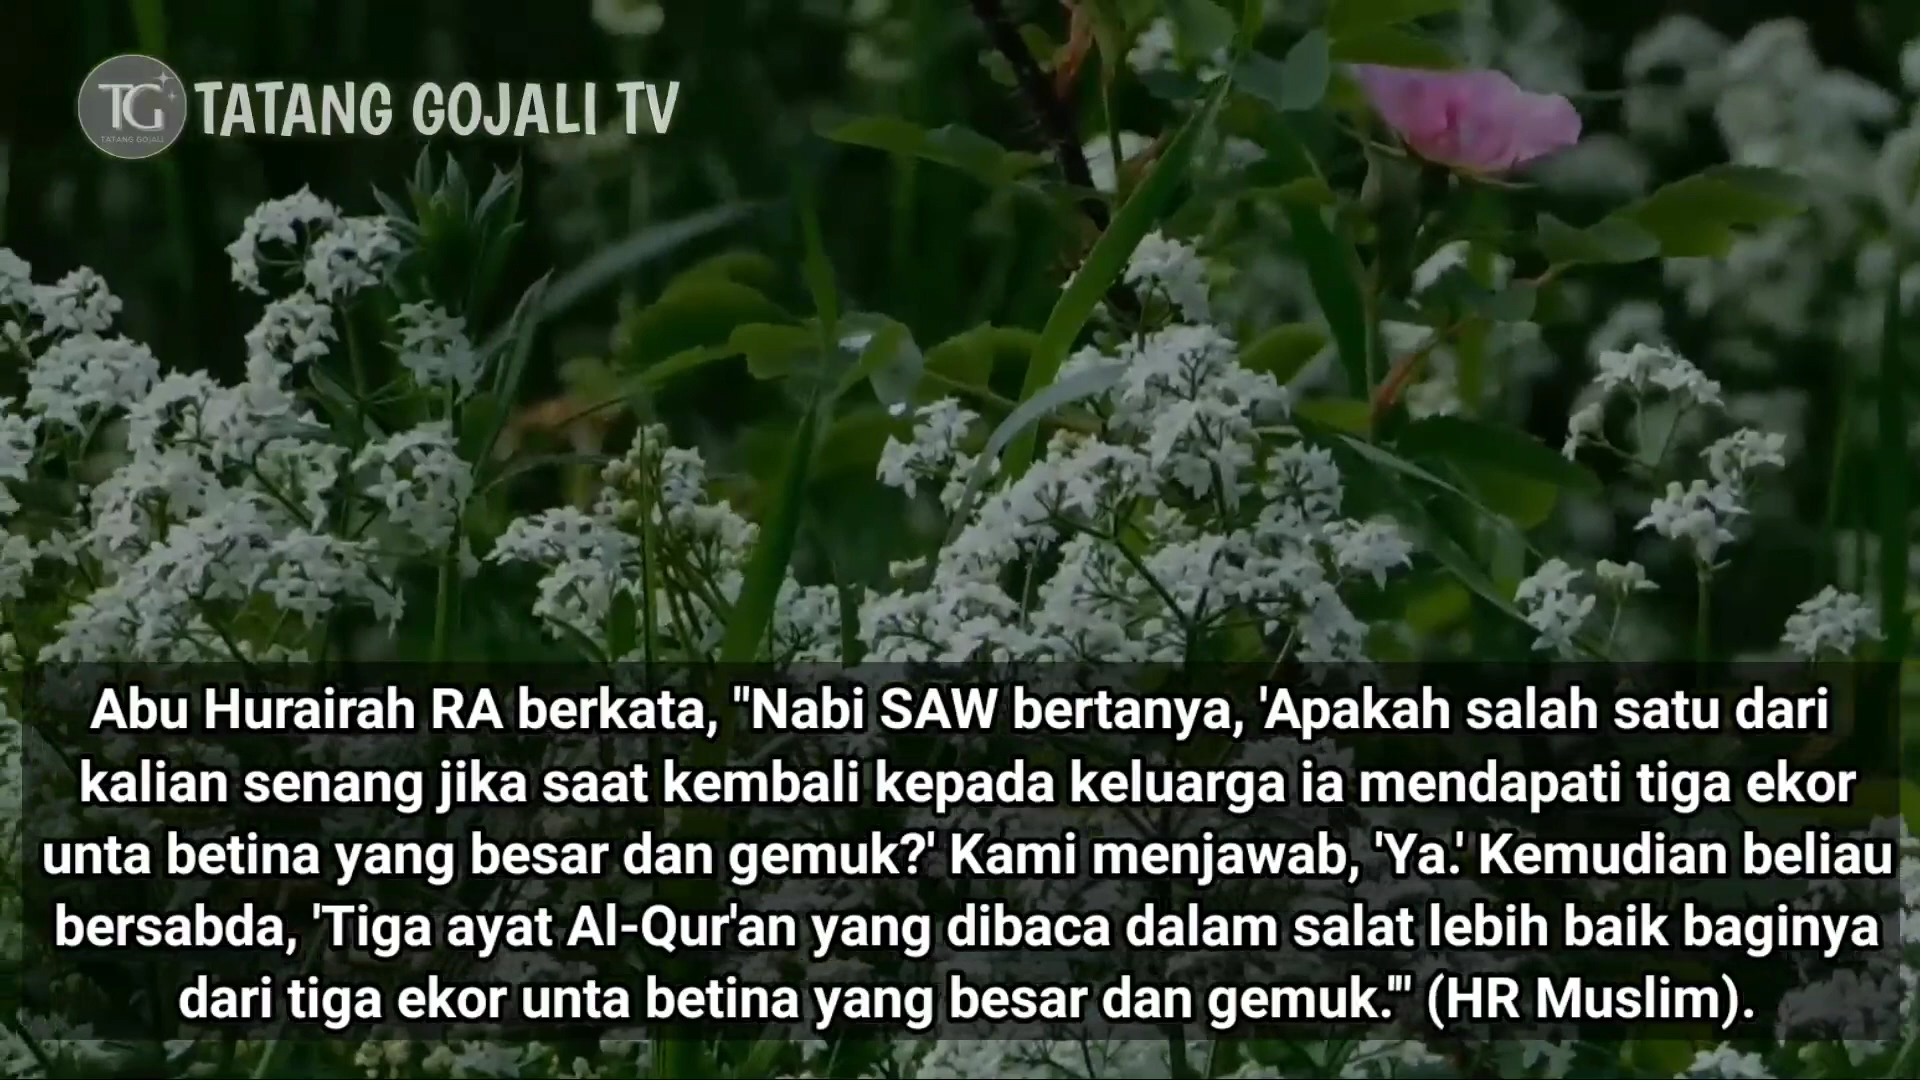 TG
TATANG GOJALI
TATANG GOJALI TV
Abu Hurairah RA berkata, "Nabi SAW bertanya, 'Apakah salah satu dari
kalian senang jika saat kembali kepada keluarga ia mendapati tiga ekor
unta betina yang besar dan gemuk?' Kami menjawab, 'Ya.' Kemudian beliau
bersabda, 'Tiga ayat Al-Qur'an yang dibaca dalam salat lebih baik baginya
dari tiga ekor unta betina yang besar dan gemuk.'" (HR Muslim).